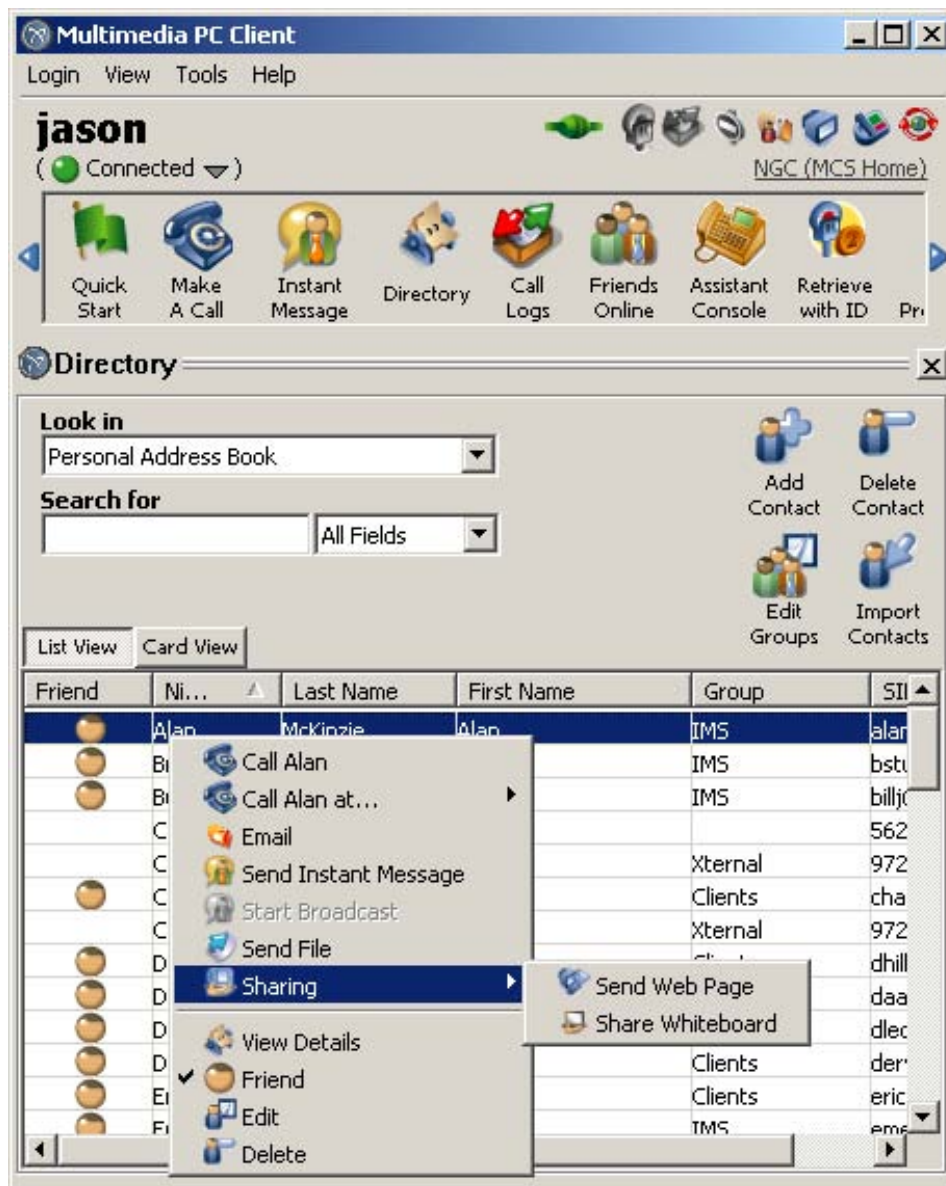 Multimedia PC Client
Login View Tools Help
jason
( Connected )
NGC (MCS Home)
Quick Start
Make A Call
Instant Message
Directory
Call Logs
Friends Online
Assistant Console
Retrieve with ID
Directory
Look in
Personal Address Book
Search for
All Fields
Add Contact
Delete Contact
Edit Groups
Import Contacts
List View Card View
Friend Ni... Last Name First Name Group
Alan McKinzie Alan IMS
IMS
IMS
562
Xternal 972
Clients
Xternal 972
Clients
Clients
IMS
Call Alan
Call Alan at...
Email
Send Instant Message
Start Broadcast
Send File
Sharing
View Details
Friend
Edit
Delete
Send Web Page
Share Whiteboard